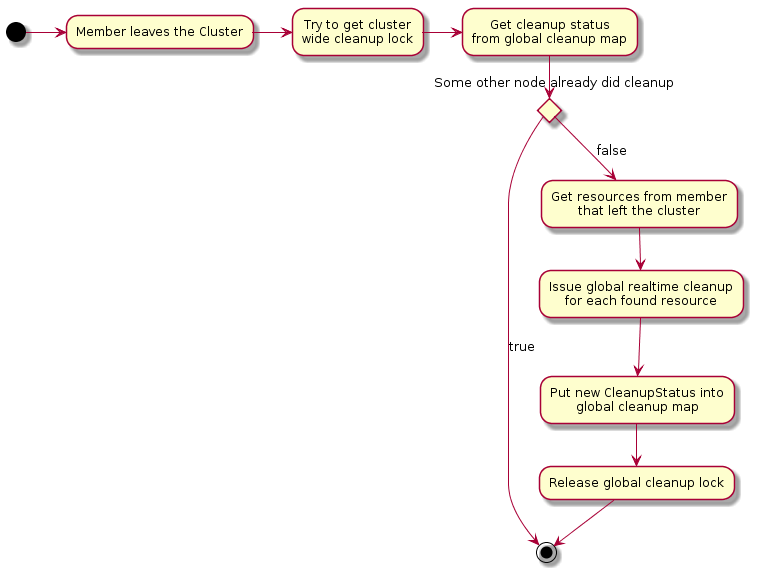 Member leaves the Cluster
Try to get cluster
wide cleanup lock
Get cleanup status
from global cleanup map
Some other node already did cleanup
false
Get resources from member
that left the cluster
Issue global realtime cleanup
for each found resource
true
Put new CleanupStatus into
global cleanup map
Release global cleanup lock